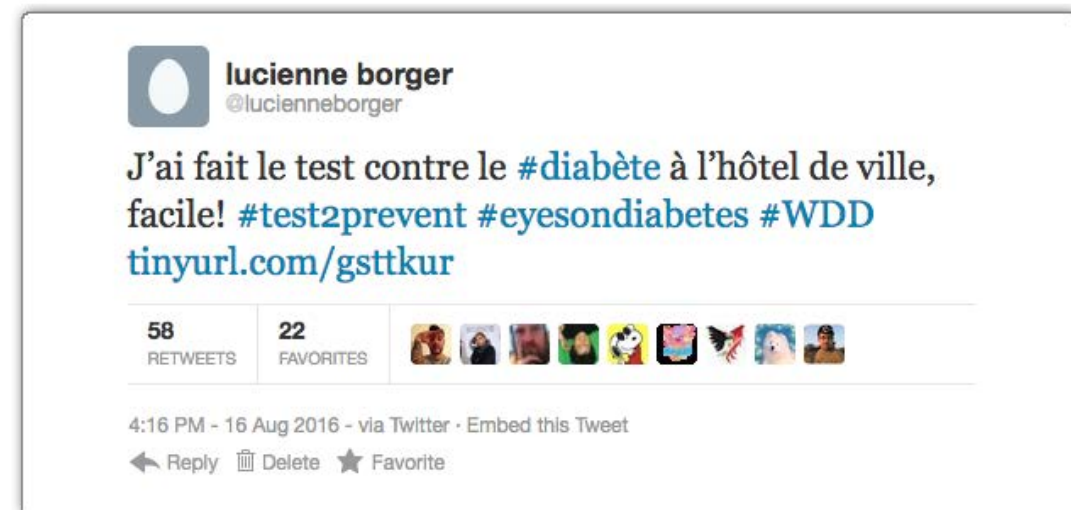 lucienne borger
@lucienneborger
J’ai fait le test contre le #diabète à l’hôtel de ville,
facile! #test2prevent #eyesondiabetes #WDD
tinyurl.com/gsttkur
58 22
RETWEETS FAVORITES
4:16 PM - 16 Aug 2016 - via Twitter · Embed this Tweet
Reply Delete Favorite